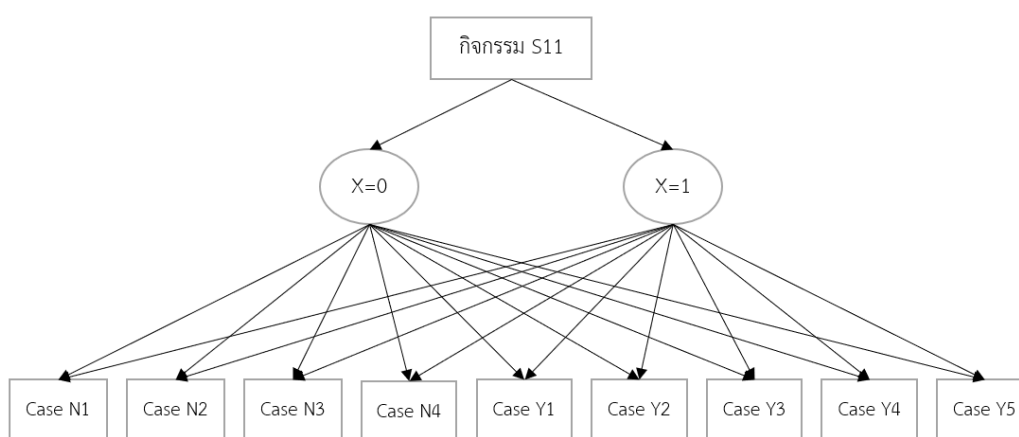 กิจกรรม S11
X=0
X=1
Case N1
Case N2
Case N3
Case N4
Case Y1
Case Y2
Case Y3
Case Y4
Case Y5